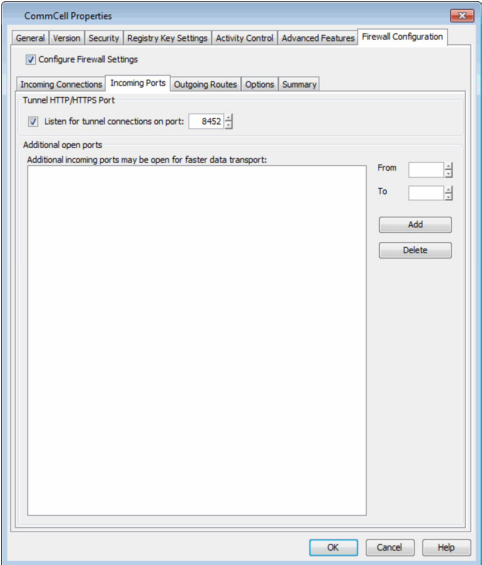 CommCell Properties
General Version Security Registry Key Settings Activity Control Advanced Features Firewall Configuration
Configure Firewall Settings
Incoming Connections Incoming Ports Outgoing Routes Options Summary
Tunnel HTTP/HTTPS Port
Listen for tunnel connections on port: 8452
Additional open ports
Additional incoming ports may be open for faster data transport:
From
To
Add
Delete
OK Cancel Help